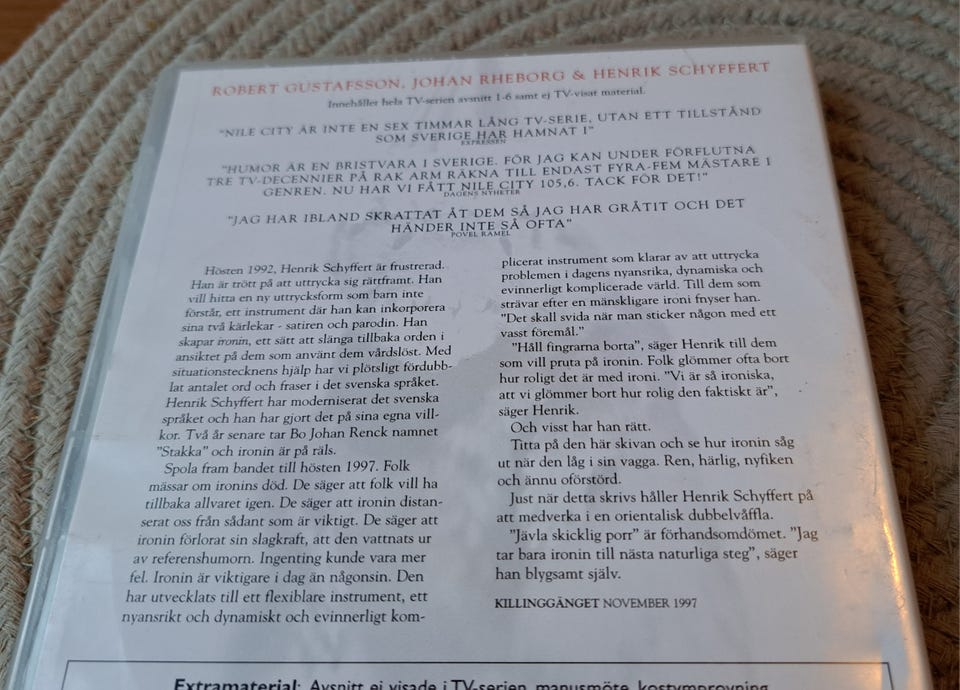 ROBERT GUSTAFSSON, JOHAN RHEBORG & HENRIK SCHYFFERT
Innehåller hela TV-serien avsnitt 1-6 samt ej TV-visat material.
"NILE CITY ÄR INTE EN SEX TIMMAR LÅNG TV-SERIE, UTAN ETT TILLSTÅND
SOM SVERIGE HAR HAMNAT I"
EXPRESSEN
"HUMOR ÄR EN BRISTVARA I SVERIGE. FÖR JAG KAN UNDER FÖRFLUTNA
TRE TV-DECENNIER PÅ RAK ARM RÄKNA TILL ENDAST FYRA-FEM MÄSTARE I
GENREN. NU HAR VI FÅTT NILE CITY 105,6. TACK FÖR DET!"
DAGENS NYHETER
"JAG HAR IBLAND SKRATTAT ÅT DEM SÅ JAG HAR GRÅTIT OCH DET
HÄNDER INTE SÅ OFTA"
POVEL RAMEL
Hösten 1992, Henrik Schyffert är frustrerad.
Han är trött på att uttrycka sig rättframt. Han
vill hitta en ny uttrycksform som barn inte
förstår, ett instrument där han kan inkorporera
sina två kärlekar - satiren och parodin. Han
skapar ironin, ett sätt att slänga tillbaka orden i
ansiktet på dem som använt dem vårdslöst. Med
situationstecknens hjälp har vi plötsligt fördubb-
lat antalet ord och fraser i det svenska språket.
Henrik Schyffert har moderniserat det svenska
språket och han har gjort det på sina egna vill-
kor. Två år senare tar Bo Johan Renck namnet
"Stakka" och ironin är på räls.
Spola fram bandet till hösten 1997. Folk
mässar om ironins död. De säger att folk vill ha
tillbaka allvaret igen. De säger att ironin distan-
serat oss från sådant som är viktigt. De säger att
ironin förlorat sin slagkraft, att den vattnats ur
av referenshumorn. Ingenting kunde vara mer
fel. Ironin är viktigare i dag än någonsin. Den
har utvecklats till ett flexiblare instrument, ett
nyansrikt och dynamiskt och evinnerligt kom-
plicerat instrument som klarar av att uttrycka
problemen i dagens nyansrika, dynamiska och
evinnerligt komplicerade värld. Till dem som
strävar efter en mänskligare ironi fnyser han.
"Det skall svida när man sticker någon med ett
vasst föremål."
"Håll fingrarna borta", säger Henrik till dem
som vill pruta på ironin. Folk glömmer ofta bort
hur roligt det är med ironi. "Vi är så ironiska,
att vi glömmer bort hur rolig den faktiskt är",
säger Henrik.
Och visst har han rätt.
Titta på den här skivan och se hur ironin såg
ut när den låg i sin vagga. Ren, härlig, nyfiken
och ännu oförstörd.
Just när detta skrivs håller Henrik Schyffert på
att medverka i en orientalisk dubbelvåffla.
"Jävla skicklig porr" är förhandsomdömet. "Jag
tar bara ironin till nästa naturliga steg", säger
han blygsamt själv.
KILLINGGÄNGET NOVEMBER 1997
Extramaterial: Avsnitt ej visade i TV-serien, manusmöte, kostymprovning